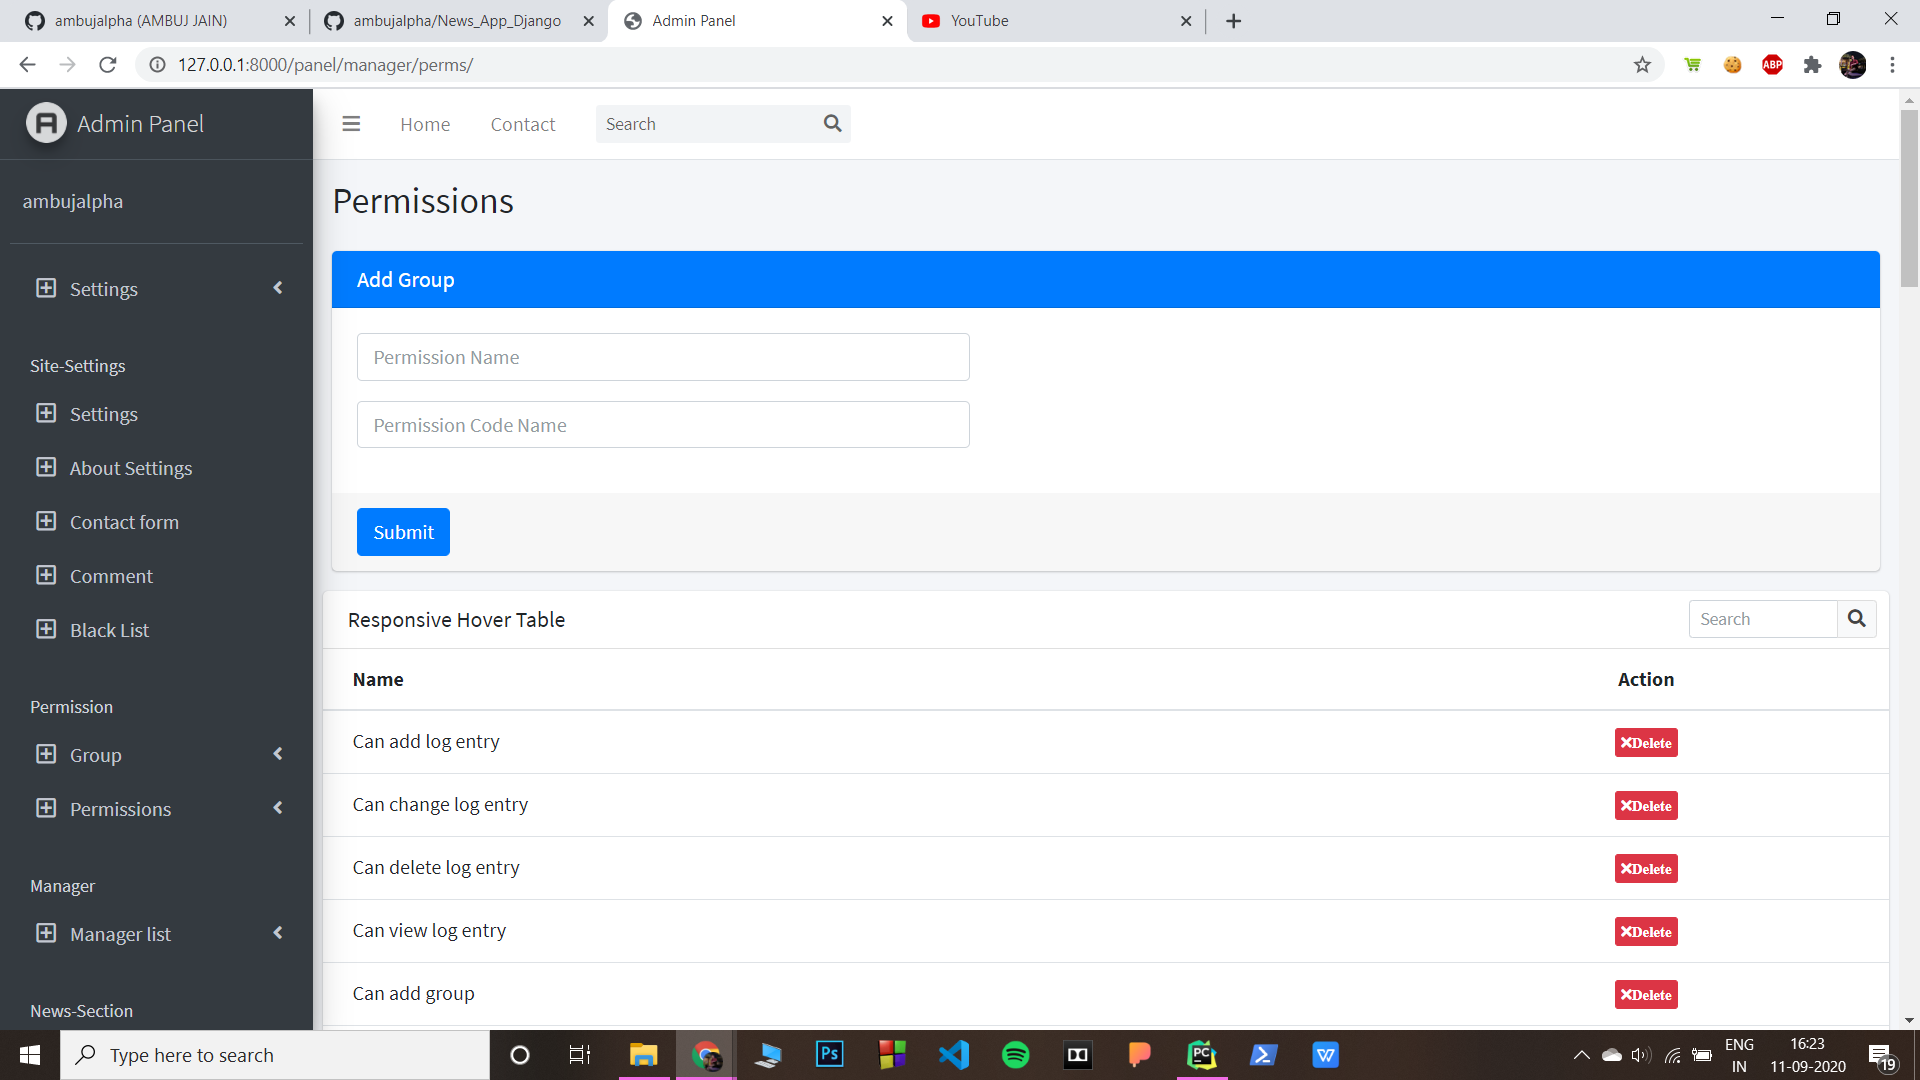 ambujalpha (AMBUJ JAIN)
ambujalpha/News_App_Django
Admin Panel
YouTube
127.0.0.1:8000/panel/manager/perms/
ABP
A Admin Panel
Home
Contact
Search
ambujalpha
Settings
Site-Settings
Settings
About Settings
Contact form
Comment
Black List
Permission
Group
Permissions
Manager
Manager list
News-Section
Permissions
Add Group
Permission Name
Permission Code Name
Submit
Responsive Hover Table
Search
Name Action
Can add log entry Delete
Can change log entry Delete
Can delete log entry Delete
Can view log entry Delete
Can add group Delete
Type here to search
Ps
PC
W
ENG
IN
16:23
11-09-2020
19